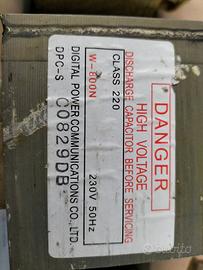 DANGER
HIGH VOLTAGE
DISCHARGE CAPACITOR BEFORE SERVICING
CLASS 220
W-800N 230V 50Hz
DIGITAL POWER COMMUNICATIONS CO., LTD.
DPC-S C0829DB
subito